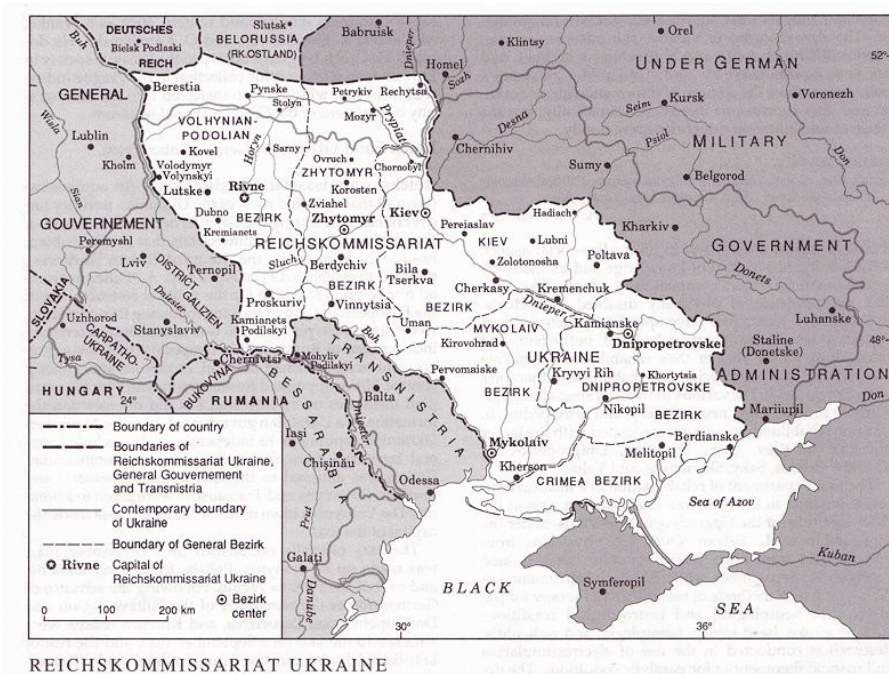 DEUTSCHES
Bielsk Podlaski
REICH
Slutsk
BELORUSSIA
(RK.OSTLAND)
Babruisk
Dnieper
Klintsy
Orel
52°
Buh
Homel
Sozh
UNDER GERMAN
GENERAL
Berestia
Pynske
Stolyn
Petrykiv
Rechytsa
Mozyr
Prypiat
Desna
Seim
Kursk
Voronezh
Wisla
VOLHYNIAN-
PODOLIAN
Lublin
Kovel
Horyn
Sarny
Ovruch
Chornobyl
Chernihiv
Psiol
MILITARY
Don
Kholm
Volodymyr
Volynskyi
ZHYTOMYR
Korosten
Sumy
Belgorod
Sian
Lutske
Rivne
Zviahel
Kiev
Hadiach
GOUVERNEMENT
Dubno
BEZIRK
Zhytomyr
Pereiaslav
Kharkiv
Peremyshl
Kremianets
REICHSKOMMISSARIAT
KIEV
Lubni
GOVERNMENT
Lviv
DISTRICT
GALIZIEN
Ternopil
Sluch
Berdychiv
Bila
Tserkva
Zolotonosha
Poltava
Donets
SLOVAKIA
Dniester
Proskuriv
BEZIRK
Cherkasy
Kremenchuk
Luhanske
Uzhhorod
Stanyslaviv
Kamianets
Podilskyi
Vinnytsia
BEZIRK
Dnieper
CARPATHO-
UKRAINE
Uman
MYKOLAIV
Kamianske
Dnipropetrovske
Staline
(Donetske)
48°
Tysa
Chernivtsi
Mohyliv
Podilskyi
Boh
Kirovohrad
UKRAINE
BUKOVYNA
TRANSNISTRIA
Pervomaiske
Kryvyi Rih
Khortytsia
ADMINISTRATION
HUNGARY
24°
RUMANIA
BESSARABIA
Balta
BEZIRK
DNIPROPETROVSKE
Nikopil
BEZIRK
Mariiupil
Don
Boundary of country
Boundaries of
Reichskommissariat Ukraine,
General Gouvernement
and Transnistria
Contemporary boundary
of Ukraine
Boundary of General Bezirk
Rivne
Capital of
Reichskommissariat Ukraine
Bezirk
center
0
100
200 km
Iasi
Dniester
Chişinău
Mykolaiv
Melitopil
Berdianske
Kherson
CRIMEA BEZIRK
Odessa
Sea of Azov
Prut
Galati
Danube
30°
BLACK
SEA
Symferopil
36°
Kuban
REICHSKOMMISSARIAT UKRAINE